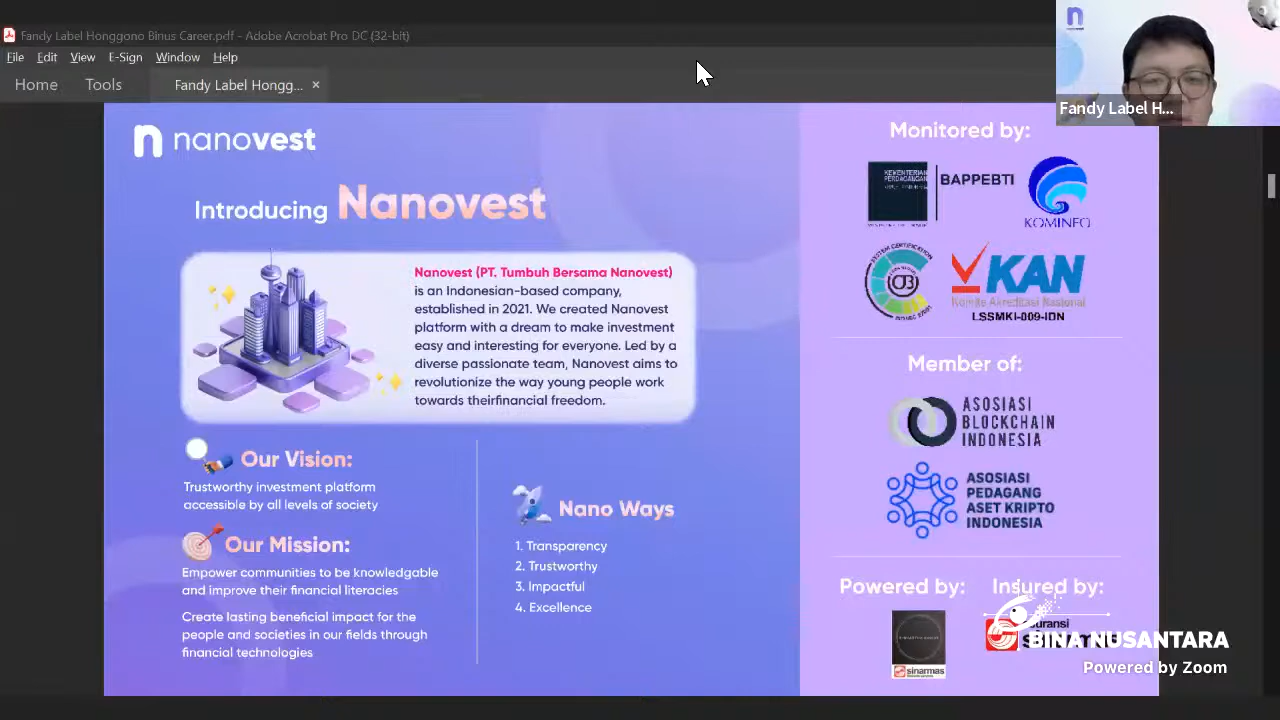 Fandy Label Honggono Binus Career.pdf - Adobe Acrobat Pro DC (32-bit)
File Edit View E-Sign Window Help
Home Tools Fandy Label Hongg... ×
Fandy Label H...
n nanovest
Introducing Nanovest
Nanovest (PT. Tumbuh Bersama Nanovest)
is an Indonesian-based company,
established in 2021. We created Nanovest
platform with a dream to make investment
easy and interesting for everyone. Led by a
diverse passionate team, Nanovest aims to
revolutionize the way young people work
towards theirfinancial freedom.
Our Vision:
Trustworthy investment platform
accessible by all levels of society
Our Mission:
Empower communities to be knowledgable
and improve their financial literacies
Create lasting beneficial impact for the
people and societies in our fields through
financial technologies
Nano Ways
1. Transparency
2. Trustworthy
3. Impactful
4. Excellence
Monitored by:
KEMENTERIAN
PERDAGANGAN
BAPPEBTI
KOMINFO
SYSTEM CERTIFICATION
KAN
Komite Akreditasi Nasional
LSSMKI-009-IDN
Member of:
ASOSIASI
BLOCKCHAIN
INDONESIA
ASOSIASI
PEDAGANG
ASET KRIPTO
INDONESIA
Powered by:
sinarmas
Insured by:
BINA NUSANTARA
Powered by Zoom